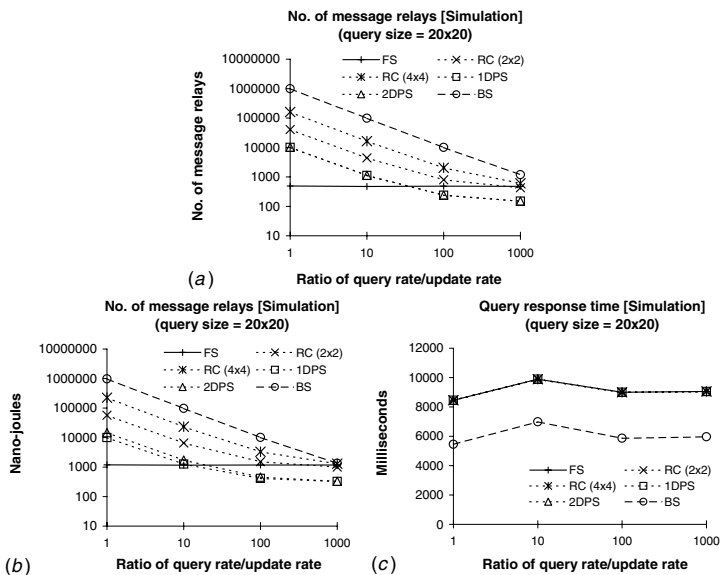 No. of message relays [Simulation]
(query size = 20x20)
FS
RC (2x2)
RC (4x4)
1DPS
2DPS
BS
No. of message relays
10000000
1000000
100000
10000
1000
100
10
1
10
100
1000
Ratio of query rate/update rate
(a)
No. of message relays [Simulation]
(query size = 20x20)
FS
RC (2x2)
RC (4x4)
1DPS
2DPS
BS
Nano-joules
10000000
1000000
100000
10000
1000
100
10
1
10
100
1000
Ratio of query rate/update rate
(b)
Query response time [Simulation]
(query size = 20x20)
Milliseconds
12000
10000
8000
6000
4000
2000
0
FS
RC (2x2)
RC (4x4)
1DPS
2DPS
BS
1
10
100
1000
Ratio of query rate/update rate
(c)